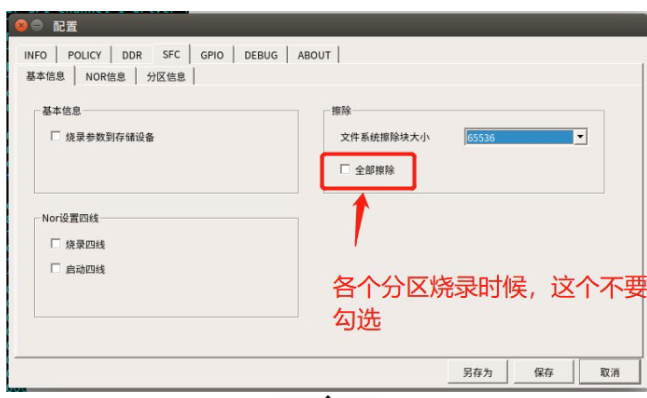 配置
INFO POLICY DDR SFC GPIO DEBUG ABOUT
基本信息 NOR信息 分区信息
基本信息
烧录参数到存储设备
擦除
文件系统擦除块大小 65536
全部擦除
Nor设置四线
烧录四线
启动四线
各个分区烧录时候，这个不要
勾选
另存为 保存 取消